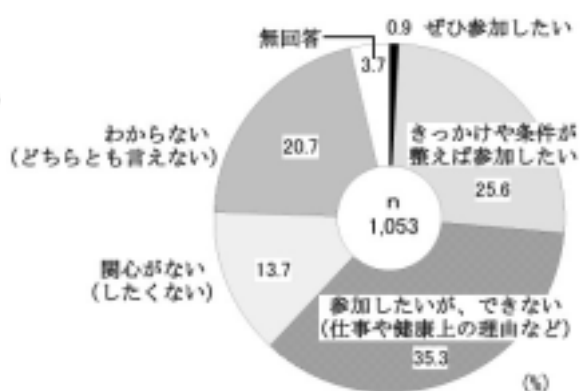 0.9 ぜひ参加したい
無回答
3.7
きっかけや条件が
整えば参加したい
25.6
わからない
(どちらとも言えない)
20.7
n
1,053
関心がない
(したくない)
13.7
参加したいが、できない
(仕事や健康上の理由など)
35.3
(%)